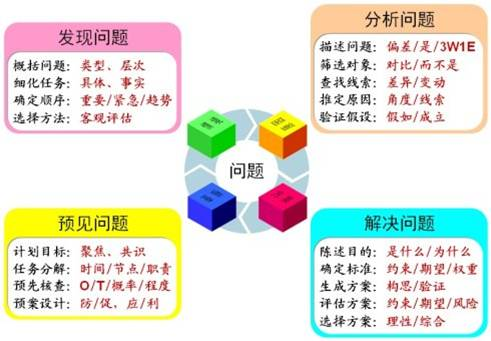 发现问题
概括问题：类型、层次
细化任务：具体、事实
确定顺序：重要/紧急/趋势
选择方法：客观评估
分析问题
描述问题：偏差/是/3W1E
筛选对象：对比/而不是
查找线索：差异/变动
推定原因：角度/线索
验证假设：假如/成立
问题
预见问题
计划目标：聚焦、共识
任务分解：时间/节点/职责
预先核查：O/T/概率/程度
预案设计：防/促，应/利
解决问题
陈述目的：是什么/为什么
确定标准：约束/期望/权重
生成方案：构思/验证
评估方案：约束/期望/风险
选择方案：理性/综合